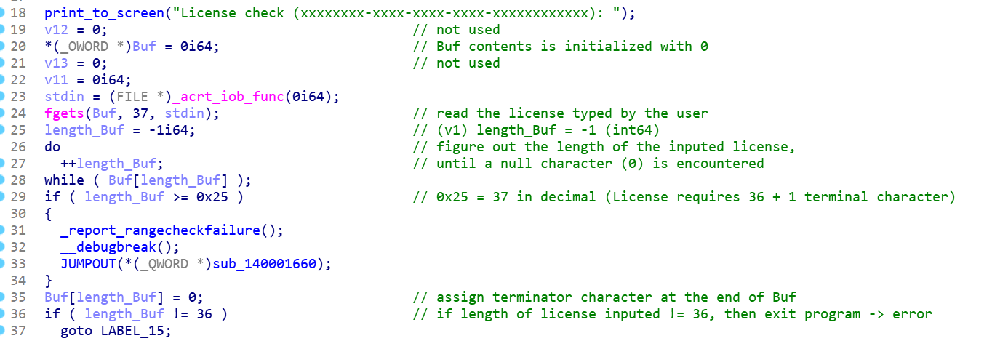 18 print_to_screen("License check (xxxxxxxx-xxxx-xxxx-xxxx-xxxxxxxxxxxx): ");
19 v12 = 0; // not used
20 *(_OWORD *)Buf = 0i64; // Buf contents is initialized with 0
21 v13 = 0; // not used
22 v11 = 0i64;
23 stdin = (FILE *)_acrt_iob_func(0i64);
24 fgets(Buf, 37, stdin); // read the license typed by the user
25 length_Buf = -1i64; // (v1) length_Buf = -1 (int64)
26 do // figure out the length of the inputed license,
27 ++length_Buf; // until a null character (0) is encountered
28 while ( Buf[length_Buf] );
29 if ( length_Buf >= 0x25 ) // 0x25 = 37 in decimal (License requires 36 + 1 terminal character)
30 {
31 _report_rangecheckfailure();
32 __debugbreak();
33 JUMPOUT(*(_QWORD *)sub_140001660);
34 }
35 Buf[length_Buf] = 0; // assign terminator character at the end of Buf
36 if ( length_Buf != 36 ) // if length of license inputed != 36, then exit program -> error
37 goto LABEL_15;